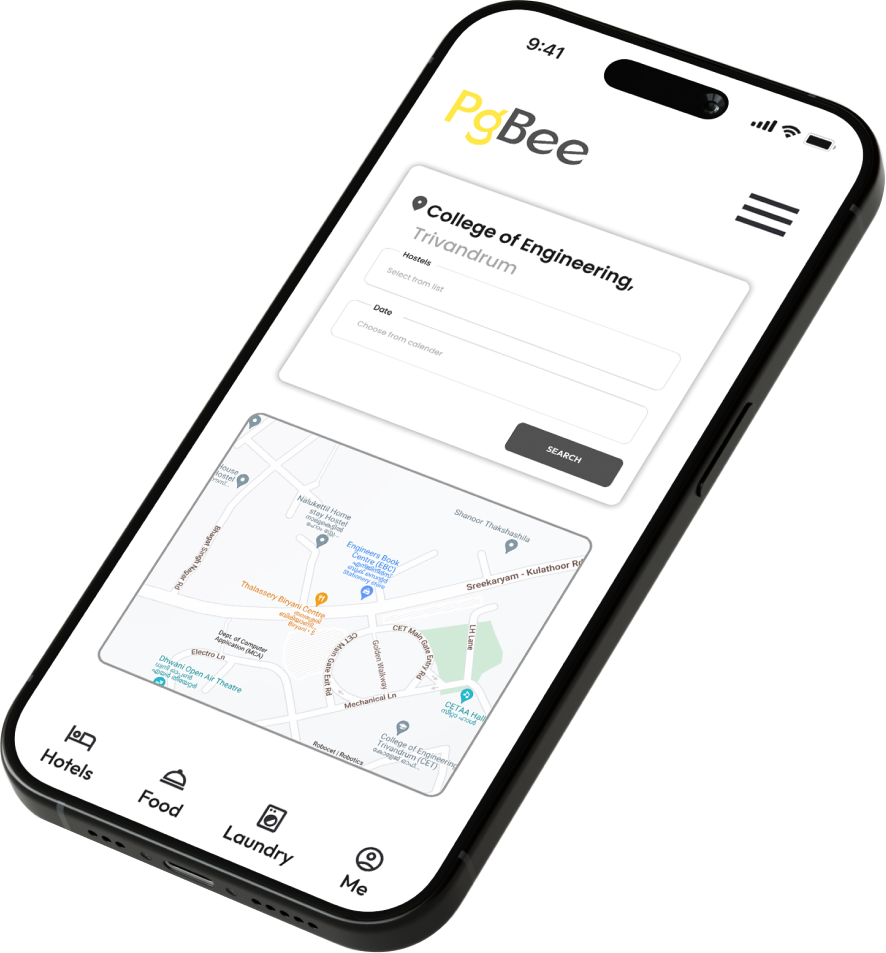 9:41
PgBee
College of Engineering,
Trivandrum
Hostels
Select from list
Date
Choose from calender
SEARCH
House
Hostel
Nalukettil Home
stay Hostel
Shanoor Thakshashila
Engineers Book
Centre (EBC)
Stationery store
Sreekaryam - Kulathoor Rd
Bhagat Singh Nagar Rd
Thalassery Biryani Centre
Biryani • $
Dept. of Computer
Application (MCA)
Electro Ln
Dhwani Open Air Theatre
CET Main Gate Exit Rd
Golden Walkway
CET Main Gate Entry Rd
LH Lane
Mechanical Ln
CETAA Hall
College of Engineering
Trivandrum (CET)
Robocet | Robotics
Hotels
Food
Laundry
Me